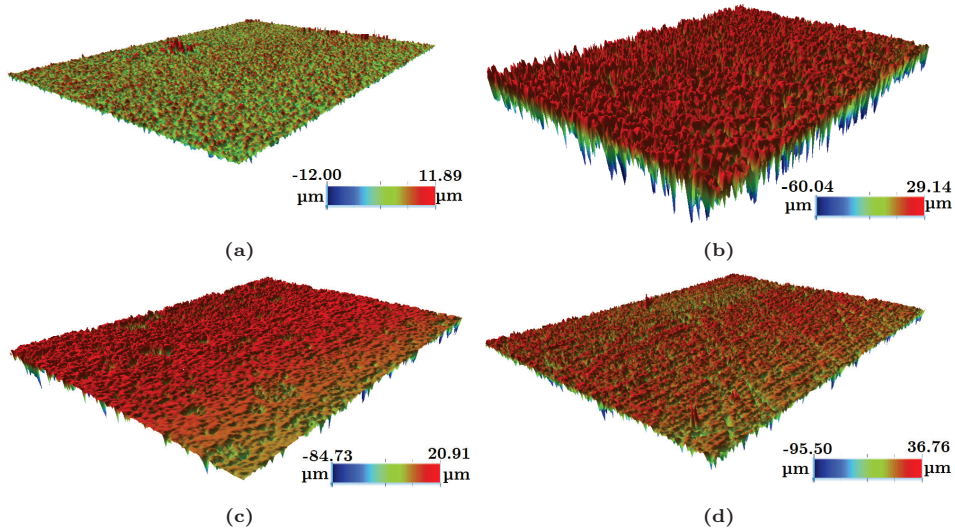 -12.00 11.89
µm µm
(a)
-60.04 29.14
µm µm
(b)
-84.73 20.91
µm µm
(c)
-95.50 36.76
µm µm
(d)